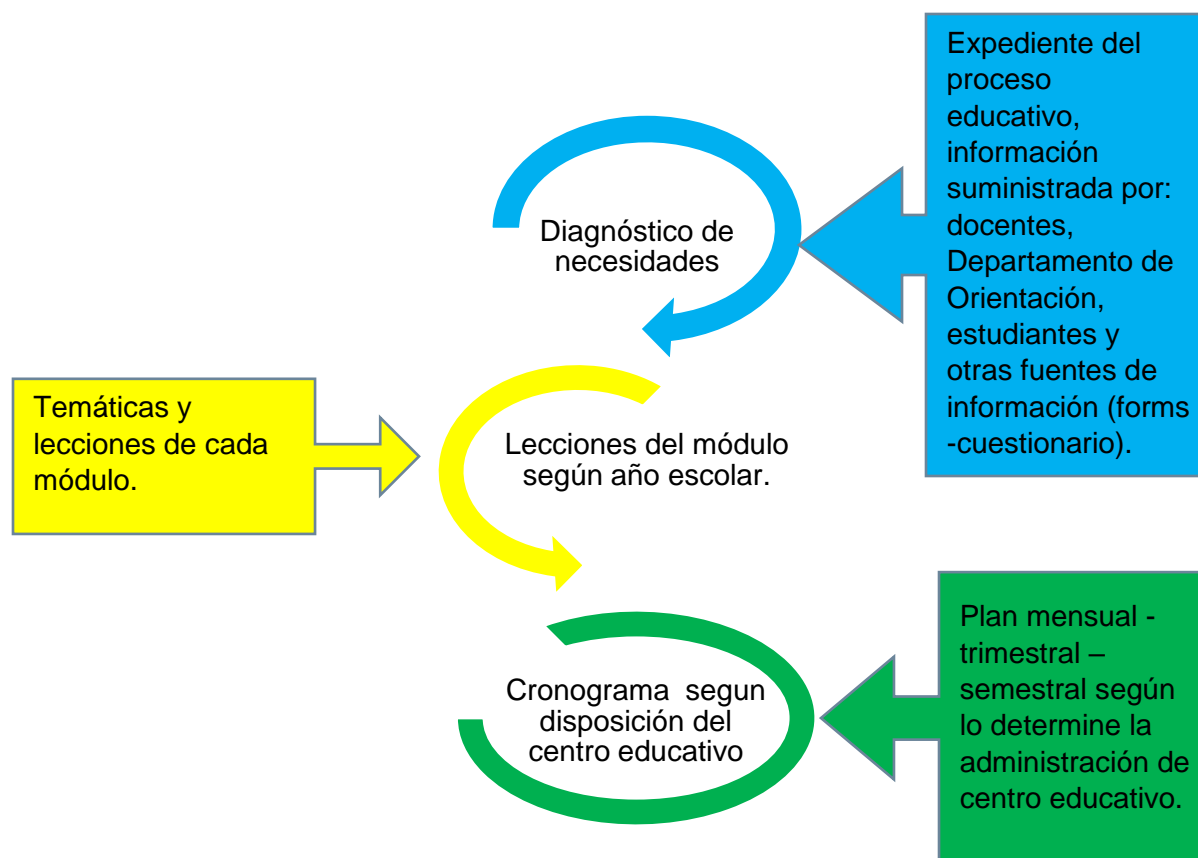 Expediente del
proceso
educativo,
información
suministrada por:
docentes,
Departamento de
Orientación,
estudiantes y
otras fuentes de
información (forms
-cuestionario).
Diagnóstico de
necesidades
Temáticas y
lecciones de cada
módulo.
Lecciones del módulo
según año escolar.
Cronograma  segun
disposición del
centro educativo
Plan mensual -
trimestral –
semestral según
lo determine la
administración de
centro educativo.